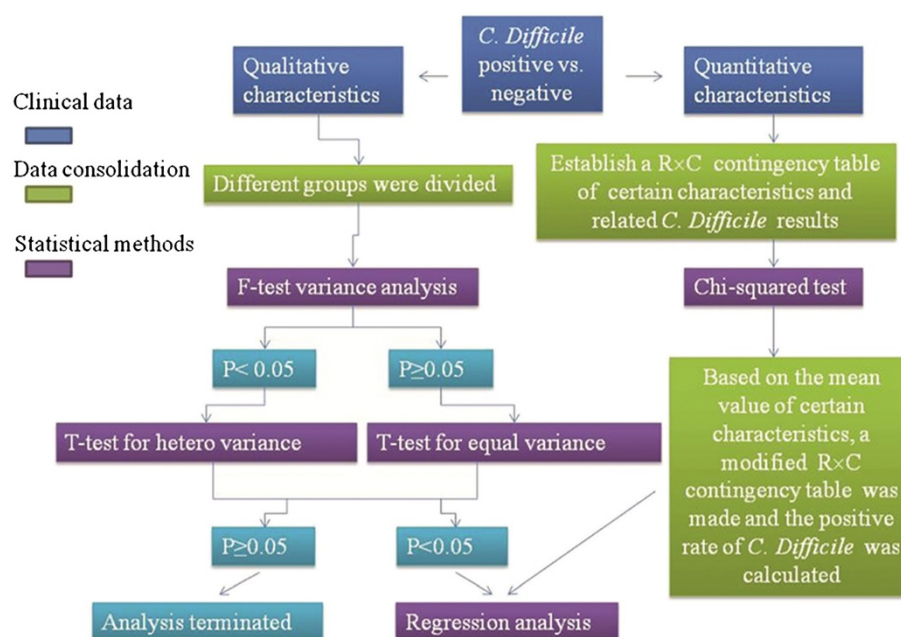 C. Difficile
positive vs.
negative
Qualitative
characteristics
Quantitative
characteristics
Clinical data
Data consolidation
Statistical methods
Different groups were divided
Establish a R×C contingency table
of certain characteristics and
related C. Difficile results
F-test variance analysis
Chi-squared test
P< 0.05
P≥0.05
Based on the mean
value of certain
characteristics, a
modified R×C
contingency table was
made and the positive
rate of C. Difficile was
calculated
T-test for hetero variance
T-test for equal variance
P≥0.05
P<0.05
Analysis terminated
Regression analysis